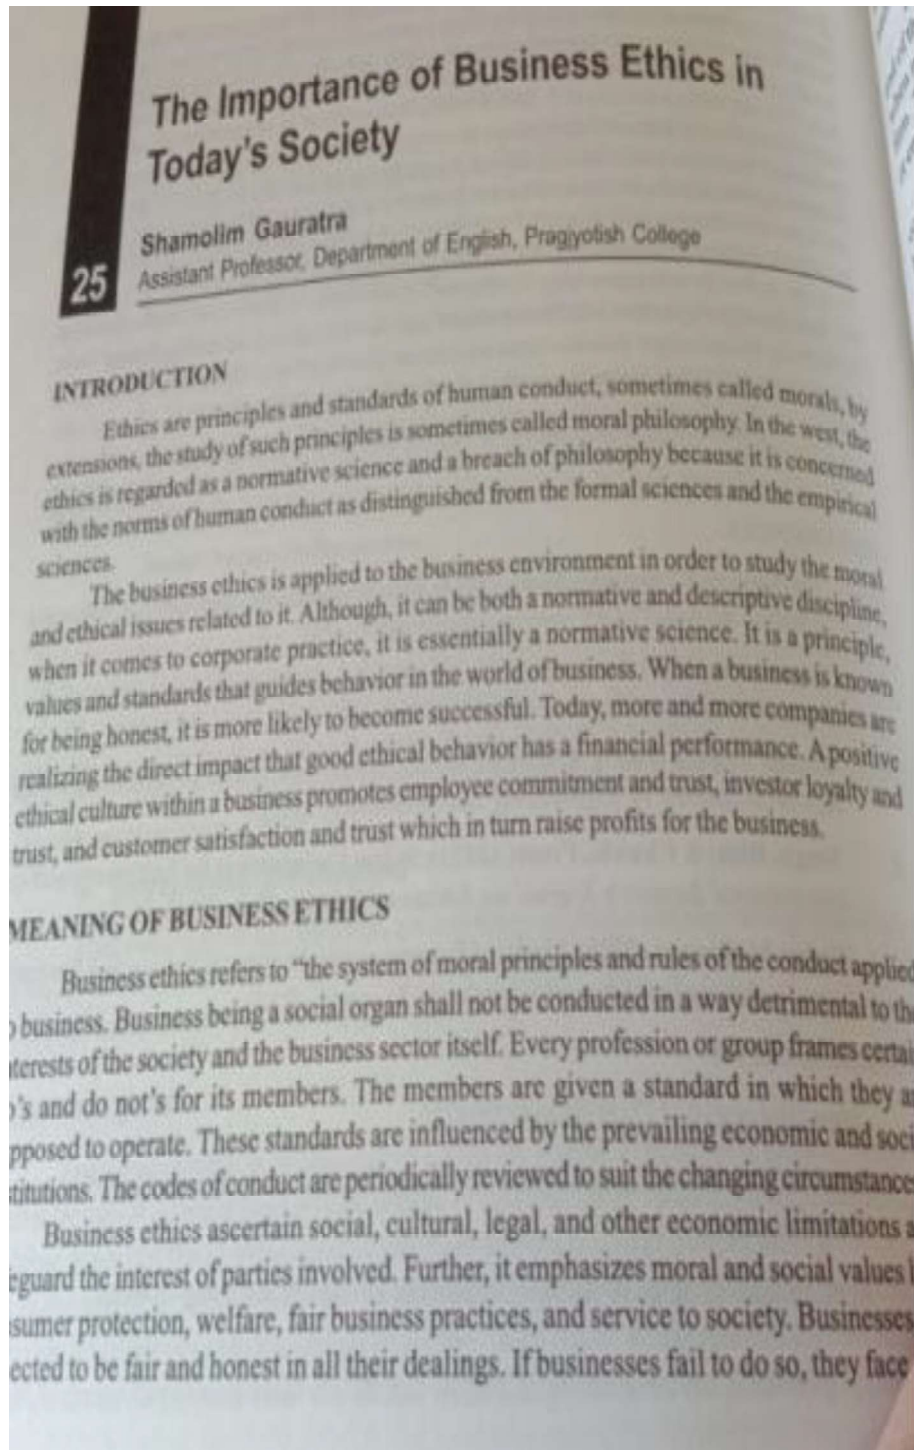 The Importance of Business Ethics in
Today's Society
Shamolim Gauratra
Assistant Professor, Department of English, Pragjyotish College
25
INTRODUCTION
Ethics are principles and standards of human conduct, sometimes called morals, by
extensions, the study of such principles is sometimes called moral philosophy. In the west, the
ethics is regarded as a normative science and a breach of philosophy because it is concerned
with the norms of human conduct as distinguished from the formal sciences and the empirical
sciences.
The business ethics is applied to the business environment in order to study the moral
and ethical issues related to it. Although, it can be both a normative and descriptive discipline,
when it comes to corporate practice, it is essentially a normative science. It is a principle,
values and standards that guides behavior in the world of business. When a business is known
for being honest, it is more likely to become successful. Today, more and more companies are
realizing the direct impact that good ethical behavior has a financial performance. A positive
ethical culture within a business promotes employee commitment and trust, investor loyalty and
trust, and customer satisfaction and trust which in turn raise profits for the business.
MEANING OF BUSINESS ETHICS
Business ethics refers to "the system of moral principles and rules of the conduct applied
business. Business being a social organ shall not be conducted in a way detrimental to the
terests of the society and the business sector itself. Every profession or group frames certai
's and do not's for its members. The members are given a standard in which they a
pposed to operate. These standards are influenced by the prevailing economic and soci
titutions. The codes of conduct are periodically reviewed to suit the changing circumstance
Business ethics ascertain social, cultural, legal, and other economic limitations a
eguard the interest of parties involved. Further, it emphasizes moral and social values l
sumer protection, welfare, fair business practices, and service to society. Businesses
ected to be fair and honest in all their dealings. If businesses fail to do so, they face